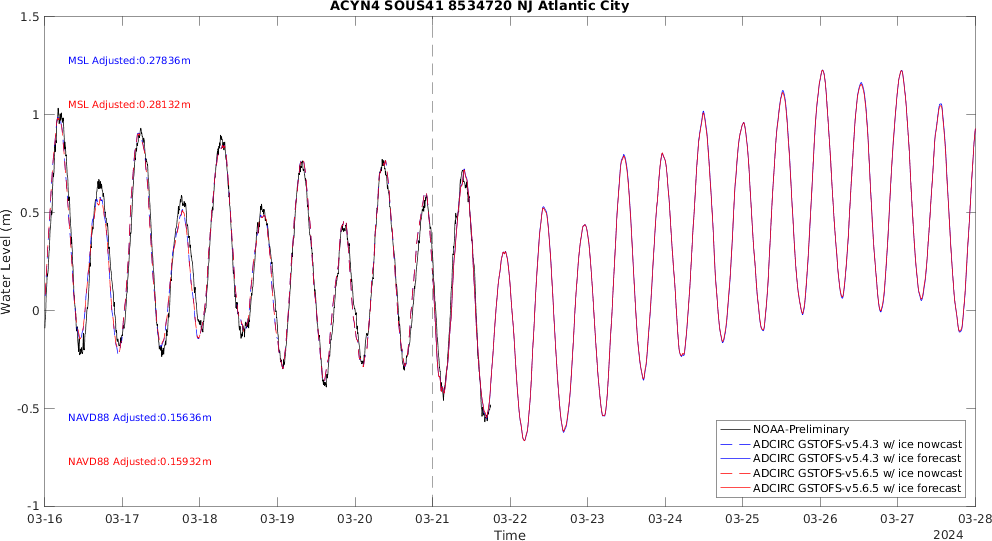 ACYN4 SOUS41 8534720 NJ Atlantic City
1.5
1
0.5
0
-0.5
-1
Water Level (m)
MSL Adjusted:0.27836m
MSL Adjusted:0.28132m
NAVD88 Adjusted:0.15636m
NAVD88 Adjusted:0.15932m
NOAA-Preliminary
ADCIRC GSTOFS-v5.4.3 w/ ice nowcast
ADCIRC GSTOFS-v5.4.3 w/ ice forecast
ADCIRC GSTOFS-v5.6.5 w/ ice nowcast
ADCIRC GSTOFS-v5.6.5 w/ ice forecast
03-16 03-17 03-18 03-19 03-20 03-21 03-22 03-23 03-24 03-25 03-26 03-27 03-28
Time
2024